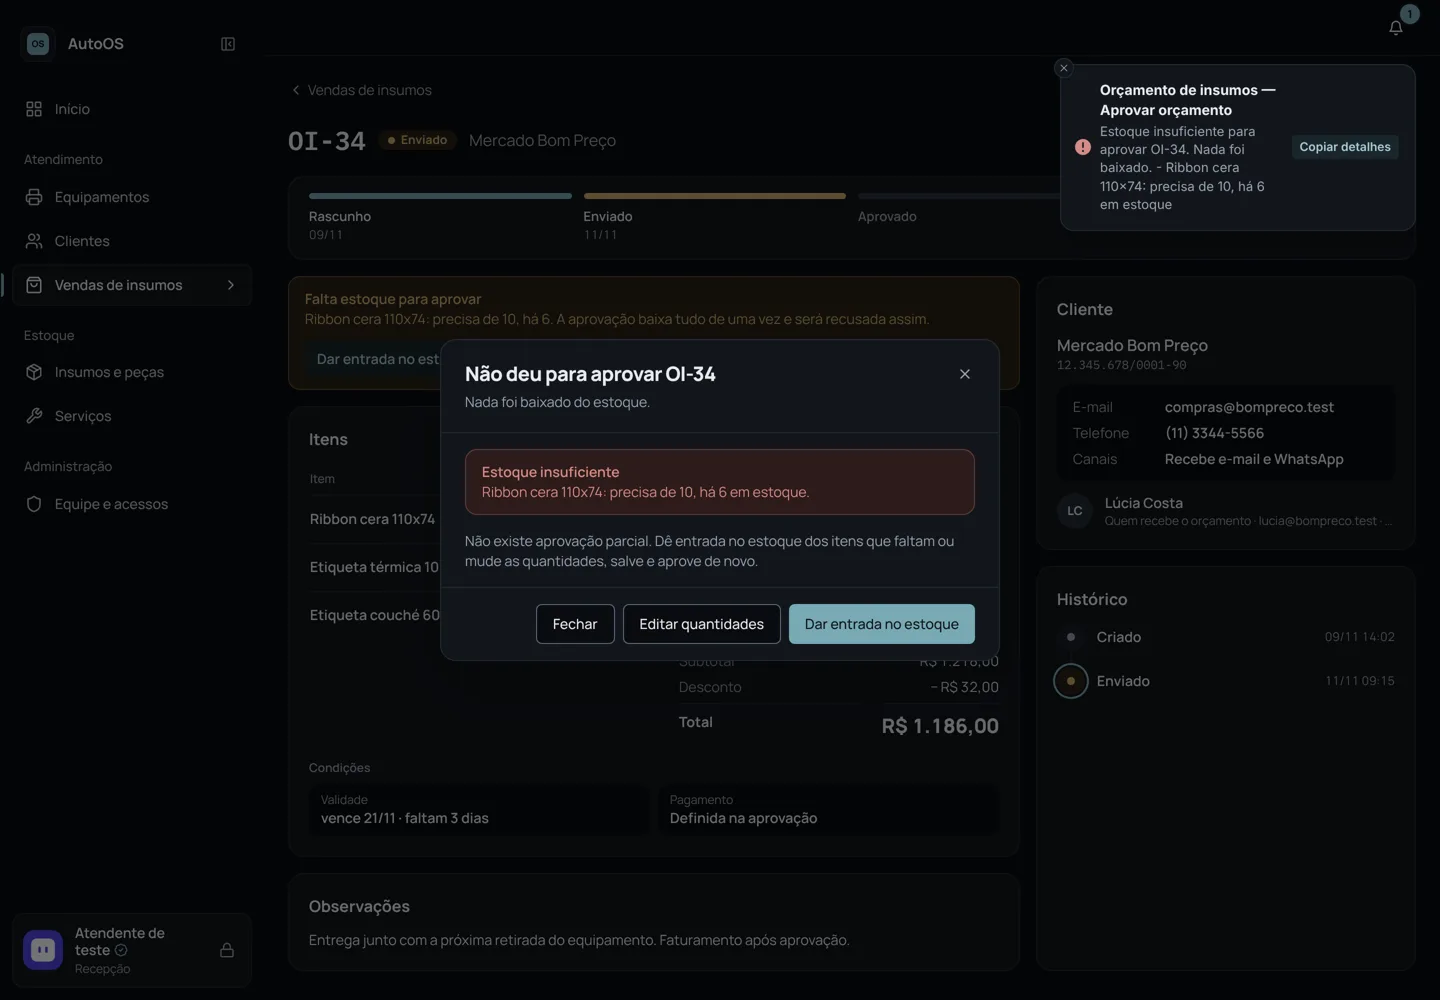 OS
AutoOS
Início
Atendimento
Equipamentos
Clientes
Vendas de insumos
Estoque
Insumos e peças
Serviços
Administração
Equipe e acessos
Atendente de
teste
Recepção
1
Vendas de insumos
OI-34
Enviado
Mercado Bom Preço
Rascunho
09/11
Enviado
11/11
Aprovado
Orçamento de insumos —
Aprovar orçamento
Estoque insuficiente para
aprovar OI-34. Nada foi
baixado. - Ribbon cera
110×74: precisa de 10, há 6
em estoque
Copiar detalhes
Falta estoque para aprovar
Ribbon cera 110x74: precisa de 10, há 6. A aprovação baixa tudo de uma vez e será recusada assim.
Dar entrada no est
Não deu para aprovar OI-34
Nada foi baixado do estoque.
Estoque insuficiente
Ribbon cera 110x74: precisa de 10, há 6 em estoque.
Não existe aprovação parcial. Dê entrada no estoque dos itens que faltam ou
mude as quantidades, salve e aprove de novo.
Fechar
Editar quantidades
Dar entrada no estoque
Itens
Item
Ribbon cera 110x74
Etiqueta térmica 10
Etiqueta couché 60
Subtotal
R$ 1.218,00
Desconto
– R$ 32,00
Total
R$ 1.186,00
Condições
Validade
vence 21/11 · faltam 3 dias
Pagamento
Definida na aprovação
Observações
Entrega junto com a próxima retirada do equipamento. Faturamento após aprovação.
Cliente
Mercado Bom Preço
12.345.678/0001-90
E-mail
compras@bompreco.test
Telefone
(11) 3344-5566
Canais
Recebe e-mail e WhatsApp
LC
Lúcia Costa
Quem recebe o orçamento · lucia@bompreco.test · ...
Histórico
Criado
09/11 14:02
Enviado
11/11 09:15